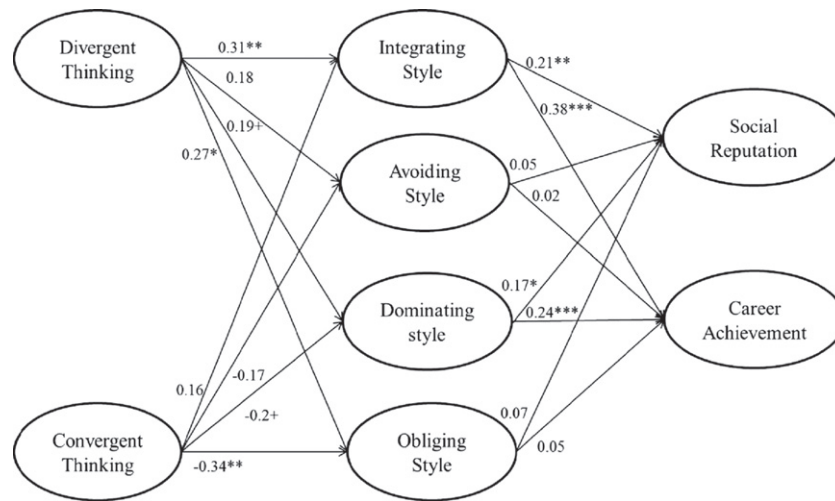 Divergent
Thinking
Convergent
Thinking
0.31**
0.18
0.19+
0.27*
0.16
-0.17
-0.2+
-0.34**
Integrating
Style
Avoiding
Style
Dominating
style
Obliging
Style
0.21**
0.38***
0.05
0.02
0.17*
0.24***
0.07
0.05
Social
Reputation
Career
Achievement